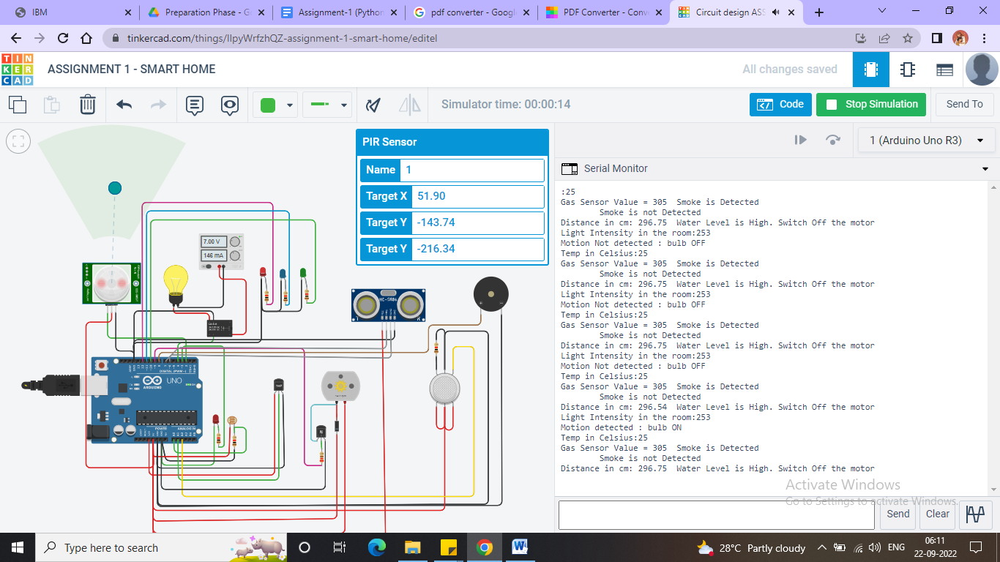 IBM
Preparation Phase - G
Assignment-1 (Python
pdf converter - Google
PDF Converter - Conv
Circuit design ASS
tinkercad.com/things/IlpyWrfzhQZ-assignment-1-smart-home/editel
TIN
KER
CAD
ASSIGNMENT 1 - SMART HOME
All changes saved
Simulator time: 00:00:14
Code
Stop Simulation
Send To
1 (Arduino Uno R3)
PIR Sensor
Name 1
Target X 51.90
Target Y -143.74
Target Y -216.34
7.00 V
146 mA
HC-SR04
DIGITAL (PWM~)
UNO
ARDUINO
POWER
ANALOG IN
TMP
N
Serial Monitor
:25
Gas Sensor Value = 305  Smoke is Detected
Smoke is not Detected
Distance in cm: 296.75  Water Level is High. Switch Off the motor
Light Intensity in the room:253
Motion Not detected : bulb OFF
Temp in Celsius:25
Gas Sensor Value = 305  Smoke is Detected
Smoke is not Detected
Distance in cm: 296.75  Water Level is High. Switch Off the motor
Light Intensity in the room:253
Motion Not detected : bulb OFF
Temp in Celsius:25
Gas Sensor Value = 305  Smoke is Detected
Smoke is not Detected
Distance in cm: 296.75  Water Level is High. Switch Off the motor
Light Intensity in the room:253
Motion Not detected : bulb OFF
Temp in Celsius:25
Gas Sensor Value = 305  Smoke is Detected
Smoke is not Detected
Distance in cm: 296.54  Water Level is High. Switch Off the motor
Light Intensity in the room:253
Motion detected : bulb ON
Temp in Celsius:25
Gas Sensor Value = 305  Smoke is Detected
Smoke is not Detected
Distance in cm: 296.75  Water Level is High. Switch Off the motor
Activate Windows
Go to Settings to activate Windows.
Send
Clear
Type here to search
28°C Partly cloudy
ENG
06:11
22-09-2022